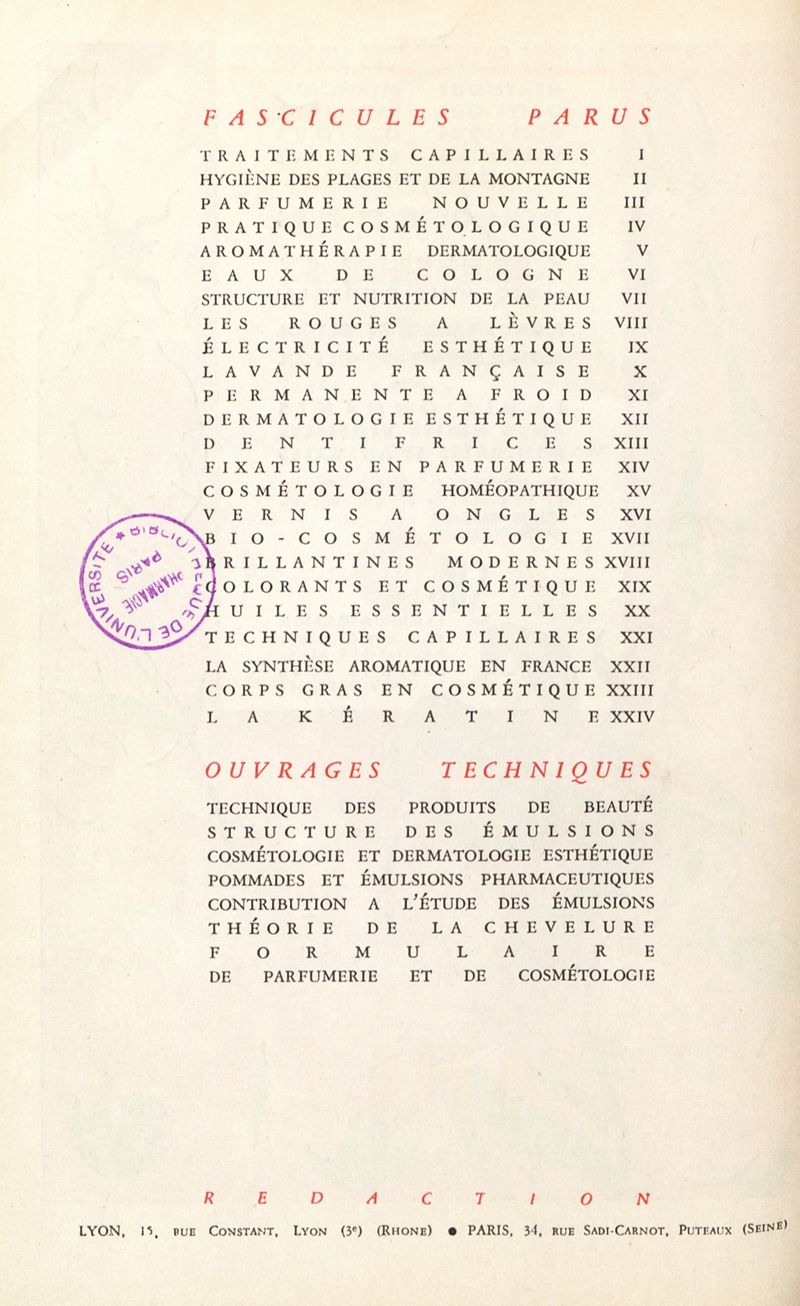 FASCICULES PARUS
TRAITEMENTS CAPILLAIRES I
HYGIÈNE DES PLAGES ET DE LA MONTAGNE II
PARFUMERIE NOUVELLE III
PRATIQUE COSMÉTOLOGIQUE IV
AROMATHÉRAPIE DERMATOLOGIQUE V
EAUX DE COLOGNE VI
STRUCTURE ET NUTRITION DE LA PEAU VII
LES ROUGES A LÈVRES VIII
ÉLECTRICITÉ ESTHÉTIQUE IX
LAVANDE FRANÇAISE X
PERMANENTE A FROID XI
DERMATOLOGIE ESTHÉTIQUE XII
DENTIFRICES XIII
FIXATEURS EN PARFUMERIE XIV
COSMÉTOLOGIE HOMÉOPATHIQUE XV
VERNIS A ONGLES XVI
BIO-COSMÉTOLOGIE XVII
BRILLANTINES MODERNES XVIII
COLORANTS ET COSMÉTIQUE XIX
HUILES ESSENTIELLES XX
TECHNIQUES CAPILLAIRES XXI
LA SYNTHÈSE AROMATIQUE EN FRANCE XXII
CORPS GRAS EN COSMÉTIQUE XXIII
LA KÉRATINE XXIV
OUVRAGES TECHNIQUES
TECHNIQUE DES PRODUITS DE BEAUTÉ
STRUCTURE DES ÉMULSIONS
COSMÉTOLOGIE ET DERMATOLOGIE ESTHÉTIQUE
POMMADES ET ÉMULSIONS PHARMACEUTIQUES
CONTRIBUTION A L'ÉTUDE DES ÉMULSIONS
THÉORIE DE LA CHEVELURE
FORMULAIRE
DE PARFUMERIE ET DE COSMÉTOLOGIE
REDACTION
LYON, 15, RUE CONSTANT, LYON (3e) (RHONE) ● PARIS, 34, RUE SADI-CARNOT, PUTEAUX (SEINE)